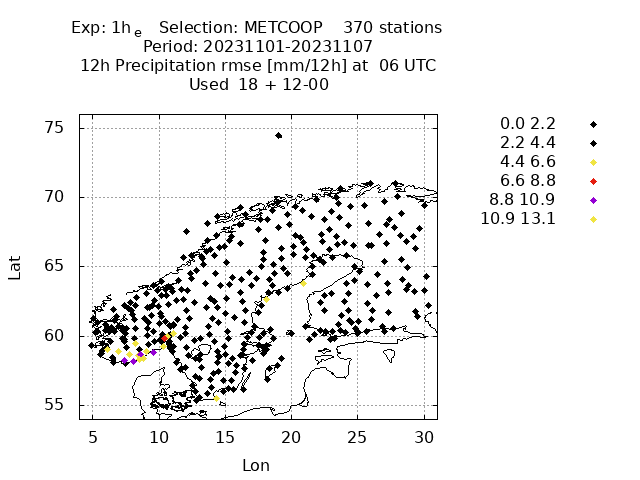 Exp: 1h_e   Selection: METCOOP    370 stations
Period: 20231101-20231107
12h Precipitation rmse [mm/12h] at  06 UTC
Used  18 + 12-00
0.0 2.2
2.2 4.4
4.4 6.6
6.6 8.8
8.8 10.9
10.9 13.1
Lat
75
70
65
60
55
5 10 15 20 25 30
Lon